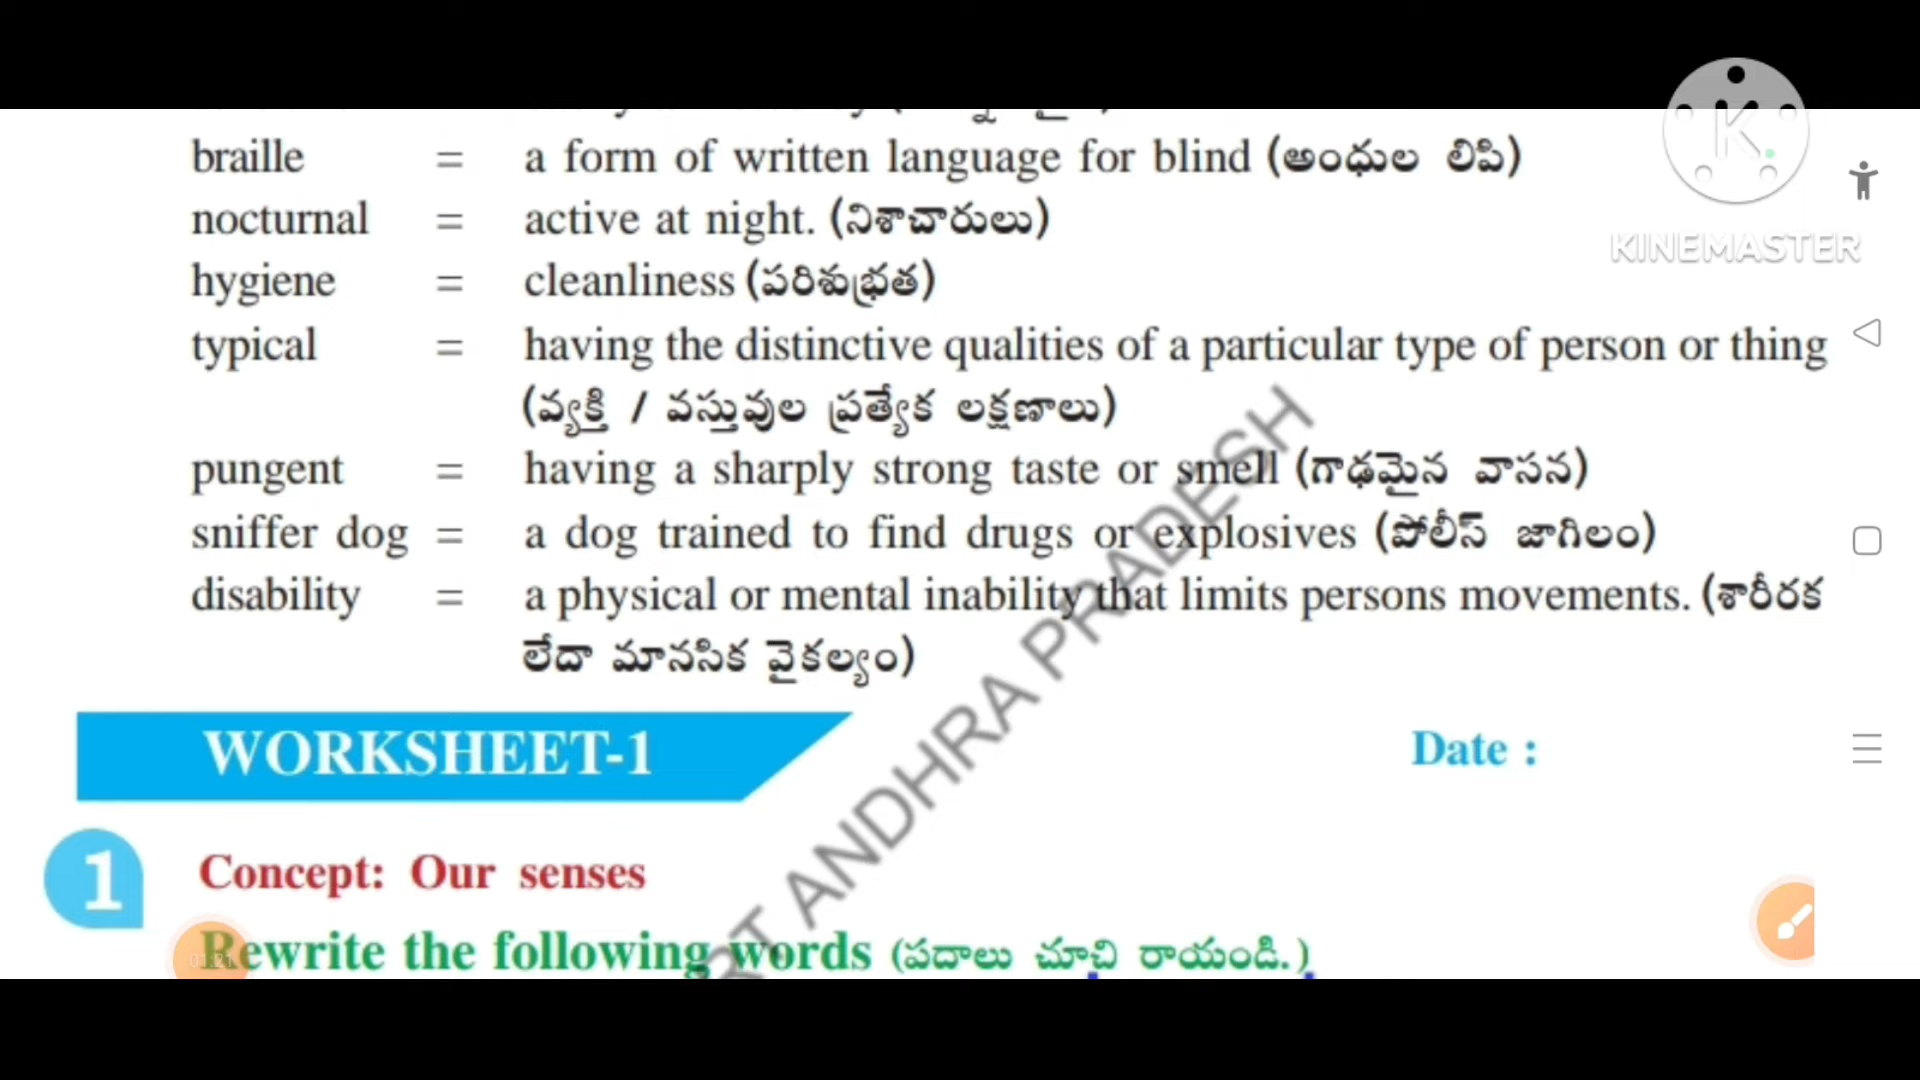 braille = a form of written language for blind (అంధుల లిపి)
nocturnal = active at night. (నిశాచారులు)
hygiene = cleanliness (పరిశుభ్రత)
typical = having the distinctive qualities of a particular type of person or thing
(వ్యక్తి / వస్తువుల ప్రత్యేక లక్షణాలు)
pungent = having a sharply strong taste or smell (గాఢమైన వాసన)
sniffer dog = a dog trained to find drugs or explosives (పోలీస్ జాగిలం)
disability = a physical or mental inability that limits persons movements. (శారీరక
లేదా మానసిక వైకల్యం)
WORKSHEET-1 Date :
1 Concept: Our senses
Rewrite the following words (పదాలు చూచి రాయండి.)
01:21
ANDHRA PRADESH
K
KINEMASTER